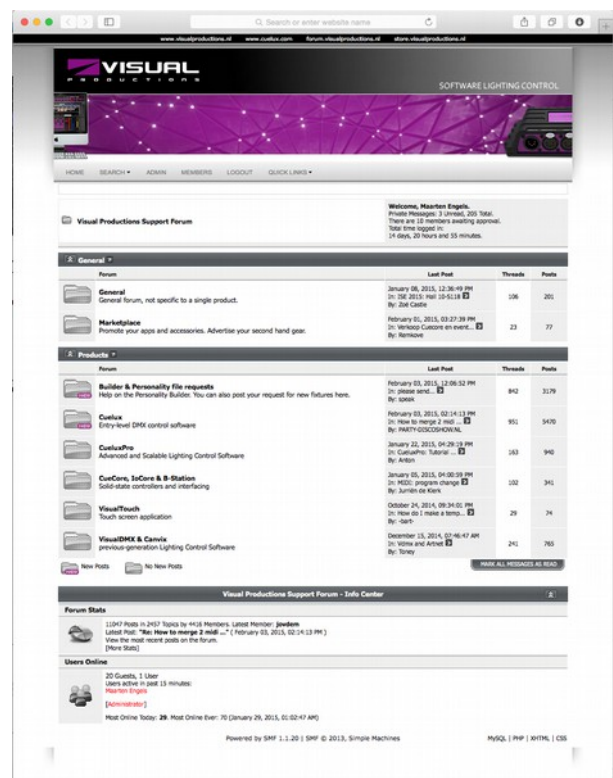 Search or enter website name
www.visualproductions.nl www.cuelux.com forum.visualproductions.nl store.visualproductions.nl
VISUAL
PRODUCTIONS
SOFTWARE LIGHTING CONTROL
HOME SEARCH ADMIN MEMBERS LOGOUT QUICK LINKS
Visual Productions Support Forum
Welcome, Maarten Engels.
Private Messages: 3 Unread, 205 Total.
There are 10 members awaiting approval.
Total time logged in:
14 days, 20 hours and 55 minutes.
General
Forum Last Post Threads Posts
General
General forum, not specific to a single product.
January 08, 2015, 12:36:49 PM
In: ISE 2015: Hall 10-S118
By: Zoë Castle
106 201
Marketplace
Promote your apps and accessories. Advertise your second hand gear.
February 01, 2015, 03:27:39 PM
In: Verkoop Cuecore en event...
By: Remkove
23 77
Products
Forum Last Post Threads Posts
Builder & Personality file requests
Help on the Personality Builder. You can also post your request for new fixtures here.
February 03, 2015, 12:06:52 PM
In: please send...
By: speak
842 3179
Cuelux
Entry-level DMX control software
February 03, 2015, 02:14:13 PM
In: How to merge 2 midi ...
By: PARTY-DISCOSHOW.NL
951 5470
CueluxPro
Advanced and Scalable Lighting Control Software
January 22, 2015, 04:29:19 PM
In: CueluxPro: Tutorial ...
By: Anton
163 940
CueCore, IoCore & B-Station
Solid-state controllers and interfacing
January 05, 2015, 04:00:59 PM
In: MIDI: program change
By: Jurriën de Klerk
102 341
VisualTouch
Touch screen application
October 24, 2014, 09:34:01 PM
In: How do I make a temp...
By: -bart-
29 74
VisualDMX & Canvix
previous-generation Lighting Control Software
December 15, 2014, 07:46:47 AM
In: Vdmx and Artnet
By: Toney
241 765
New Posts No New Posts
MARK ALL MESSAGES AS READ
Visual Productions Support Forum - Info Center
Forum Stats
11047 Posts in 2457 Topics by 4416 Members. Latest Member: jovdem
Latest Post: "Re: How to merge 2 midi ..." ( February 03, 2015, 02:14:13 PM )
View the most recent posts on the forum.
[More Stats]
Users Online
20 Guests, 1 User
Users active in past 15 minutes:
Maarten Engels
[Administrator]
Most Online Today: 29. Most Online Ever: 70 (January 29, 2015, 01:02:47 AM)
Powered by SMF 1.1.20 | SMF © 2013, Simple Machines
MySQL | PHP | XHTML | CSS